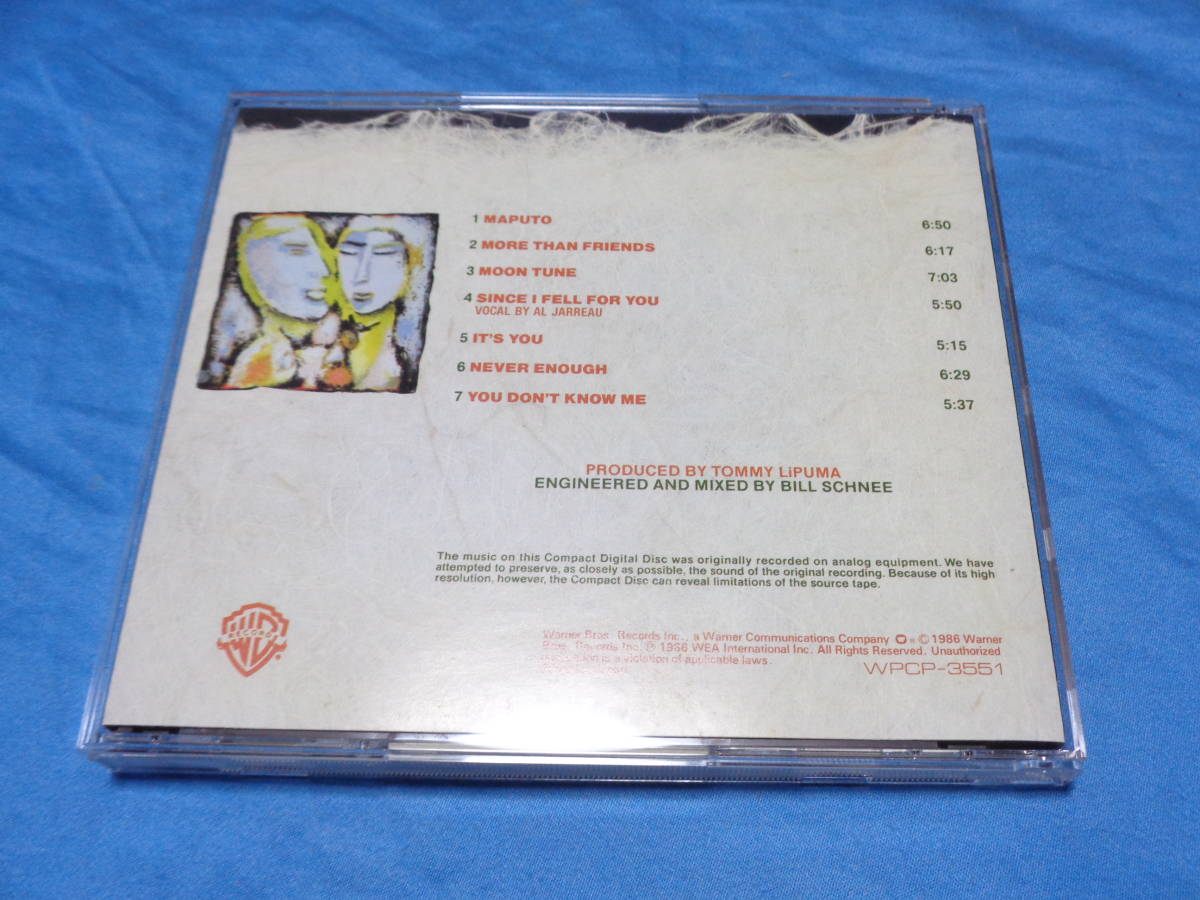 1 MAPUTO 6:50
2 MORE THAN FRIENDS 6:17
3 MOON TUNE 7:03
4 SINCE I FELL FOR YOU 5:50
VOCAL BY AL JARREAU
5 IT'S YOU 5:15
6 NEVER ENOUGH 6:29
7 YOU DON'T KNOW ME 5:37
PRODUCED BY TOMMY LiPUMA
ENGINEERED AND MIXED BY BILL SCHNEE
The music on this Compact Digital Disc was originally recorded on analog equipment. We have
attempted to preserve, as closely as possible, the sound of the original recording. Because of its high
resolution, however, the Compact Disc can reveal limitations of the source tape.
RECORDS
Warner Bros. Records Inc., a Warner Communications Company ℗ © 1986 Warner
Bros. Records Inc. ℗ 1986 WEA International Inc. All Rights Reserved. Unauthorized
is a violation of applicable laws.
WPCP-3551